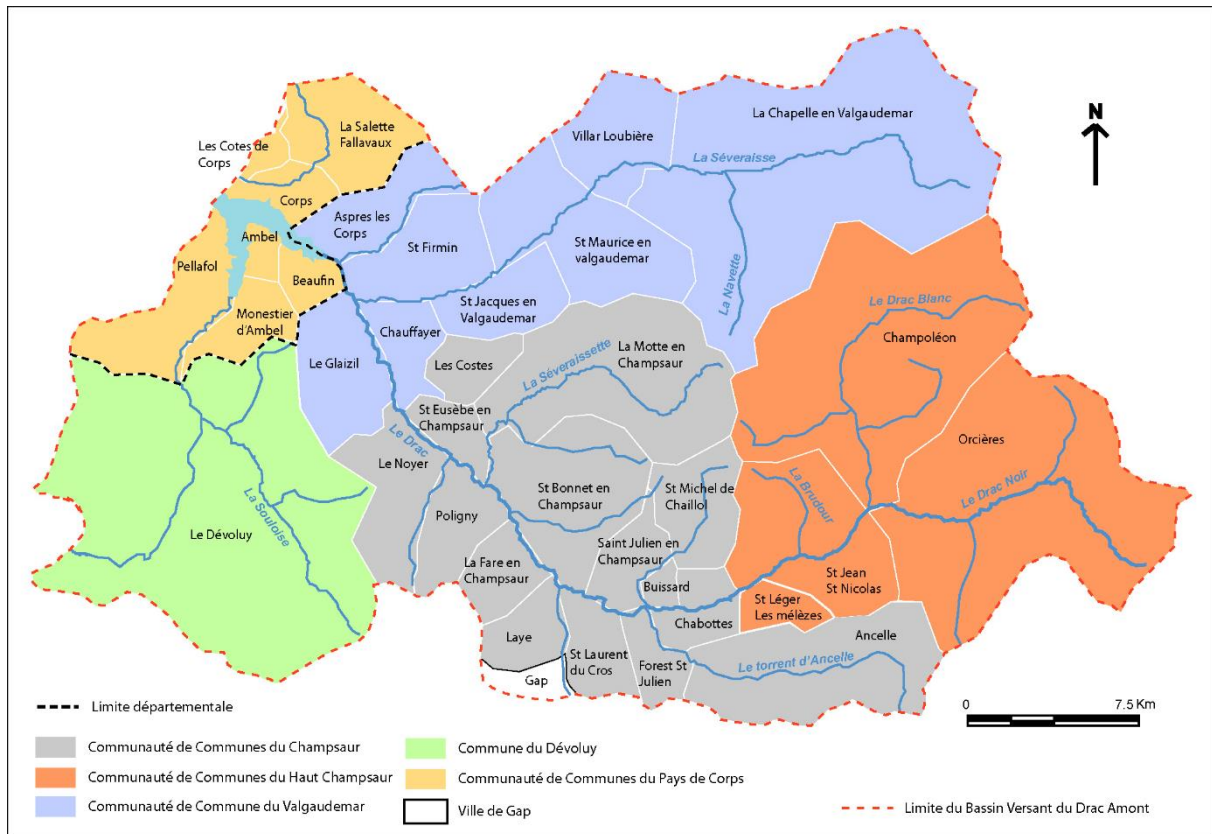 La Salette
Fallavaux
Les Cotes de
Corps
Corps
Ambel
Pellafol
Beaufin
Monestier
d'Ambel
Aspres les
Corps
St Firmin
Villar Loubière
La Chapelle en Valgaudemar
La Séveraisse
N
St Maurice en
valgaudemar
La Navette
St Jacques en
Valgaudemar
Chauffayer
Le Glaizil
Les Costes
La Motte en
Champsaur
La Séveraissette
Le Drac Blanc
Champoléon
St Eusèbe en
Champsaur
Le Drac
Le Noyer
Orcières
Le Drac Noir
La Brudour
St Michel de
Chaillol
St Bonnet en
Champsaur
Poligny
La Souloise
Le Dévoluy
La Fare en
Champsaur
Saint Julien en
Champsaur
Buissard
St Jean
St Nicolas
St Léger
Les mélèzes
Chabottes
Ancelle
Laye
St Laurent
du Cros
Forest St
Julien
Le torrent d'Ancelle
Gap
0 7.5 Km
Limite départementale
Communauté de Communes du Champsaur
Commune du Dévoluy
Communauté de Communes du Haut Champsaur
Communauté de Communes du Pays de Corps
Communauté de Commune du Valgaudemar
Ville de Gap
Limite du Bassin Versant du Drac Amont